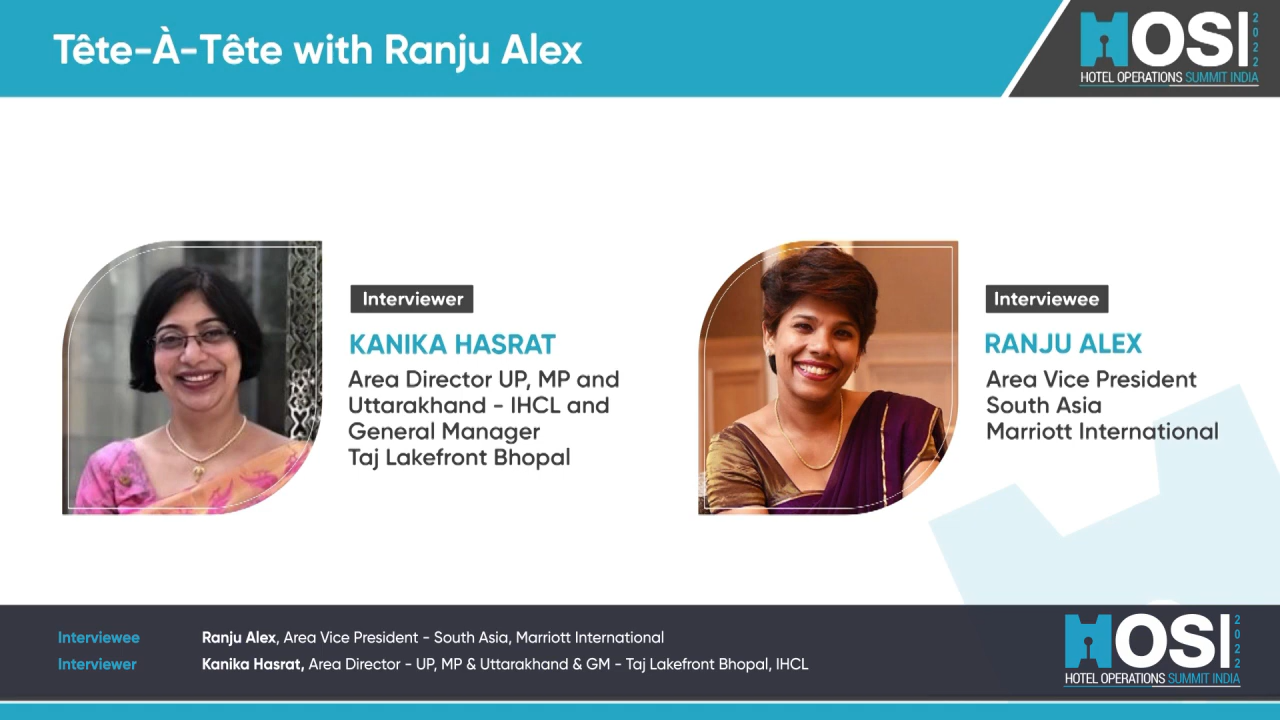 Tête-À-Tête with Ranju Alex
HOSI 2022
HOTEL OPERATIONS SUMMIT INDIA
Interviewer
KANIKA HASRAT
Area Director UP, MP and
Uttarakhand - IHCL and
General Manager
Taj Lakefront Bhopal
Interviewee
RANJU ALEX
Area Vice President
South Asia
Marriott International
Interviewee Ranju Alex, Area Vice President - South Asia, Marriott International
Interviewer Kanika Hasrat, Area Director - UP, MP & Uttarakhand & GM - Taj Lakefront Bhopal, IHCL
HOSI 2022
HOTEL OPERATIONS SUMMIT INDIA